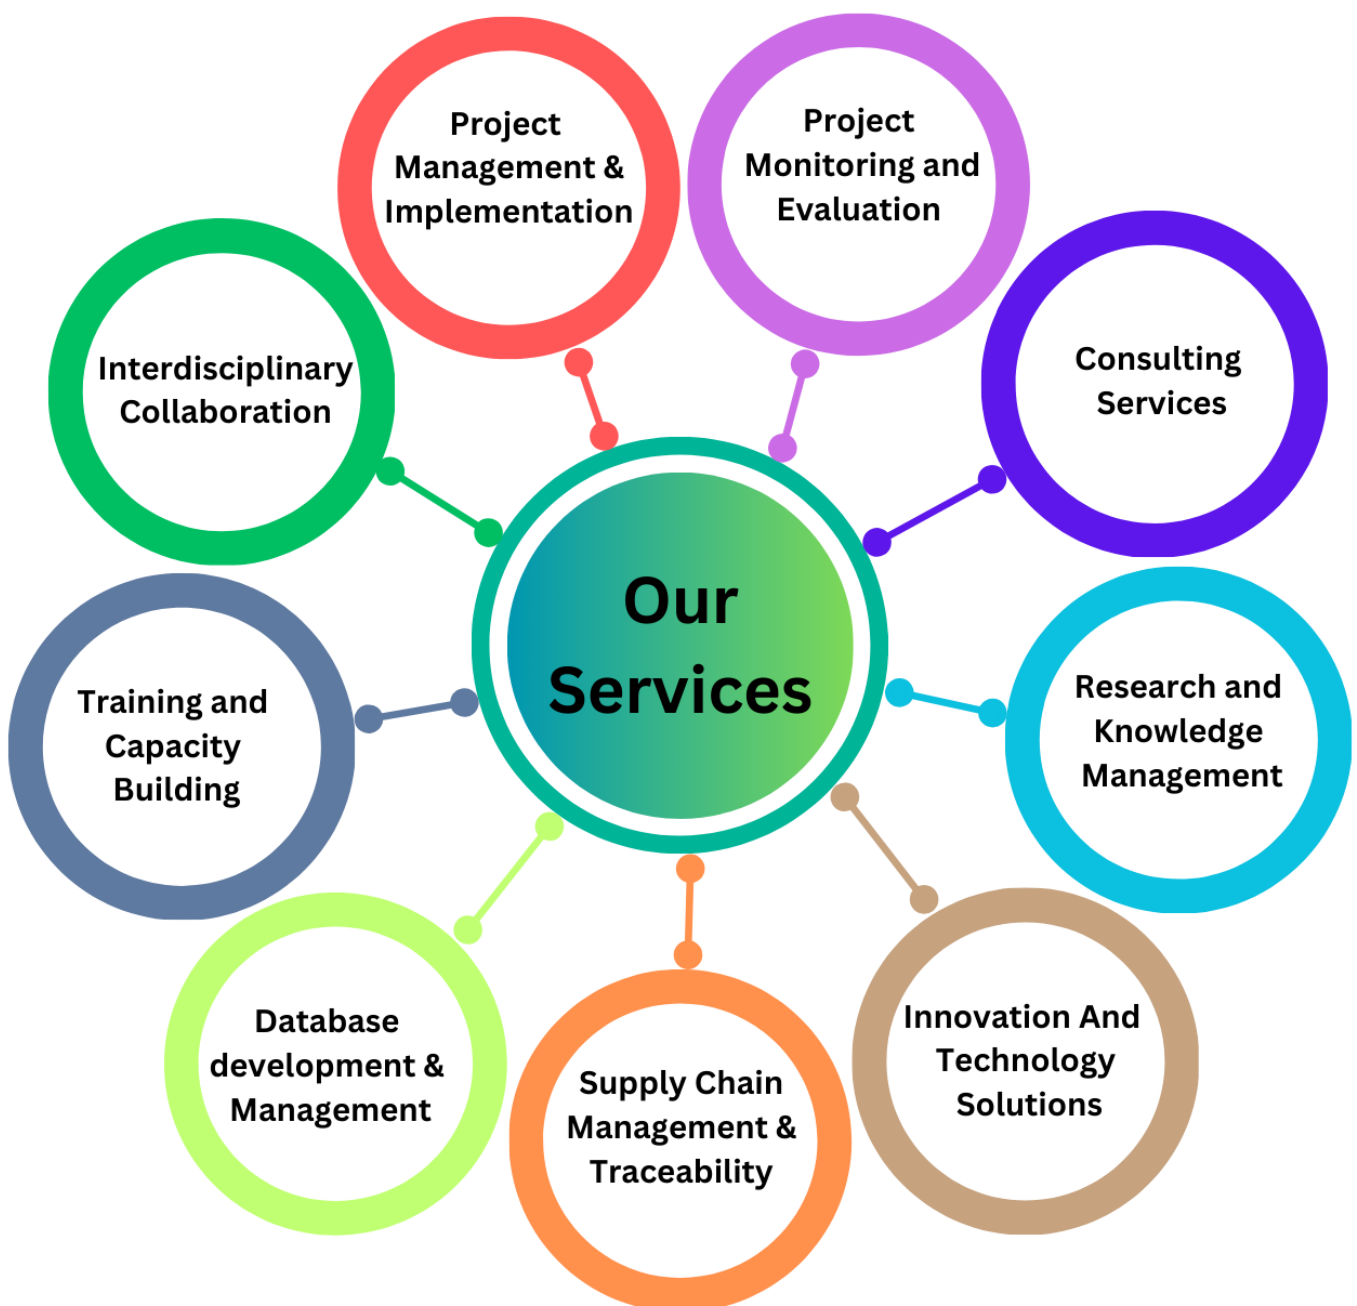 Project
Management &
Implementation
Project
Monitoring and
Evaluation
Consulting
Services
Interdisciplinary
Collaboration
Our
Services
Training and
Capacity
Building
Research and
Knowledge
Management
Database
development &
Management
Supply Chain
Management &
Traceability
Innovation And
Technology
Solutions